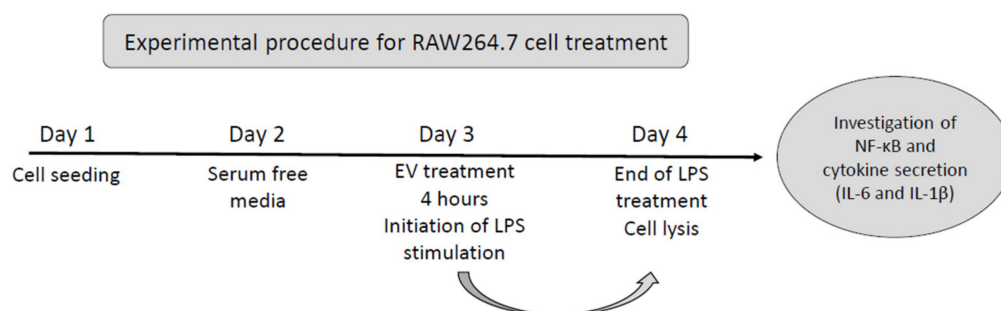 Experimental procedure for RAW264.7 cell treatment
Day 1
Day 2
Day 3
Day 4
Cell seeding
Serum free
media
EV treatment
4 hours
Initiation of LPS
stimulation
End of LPS
treatment
Cell lysis
Investigation of
NF-κB and
cytokine secretion
(IL-6 and IL-1β)